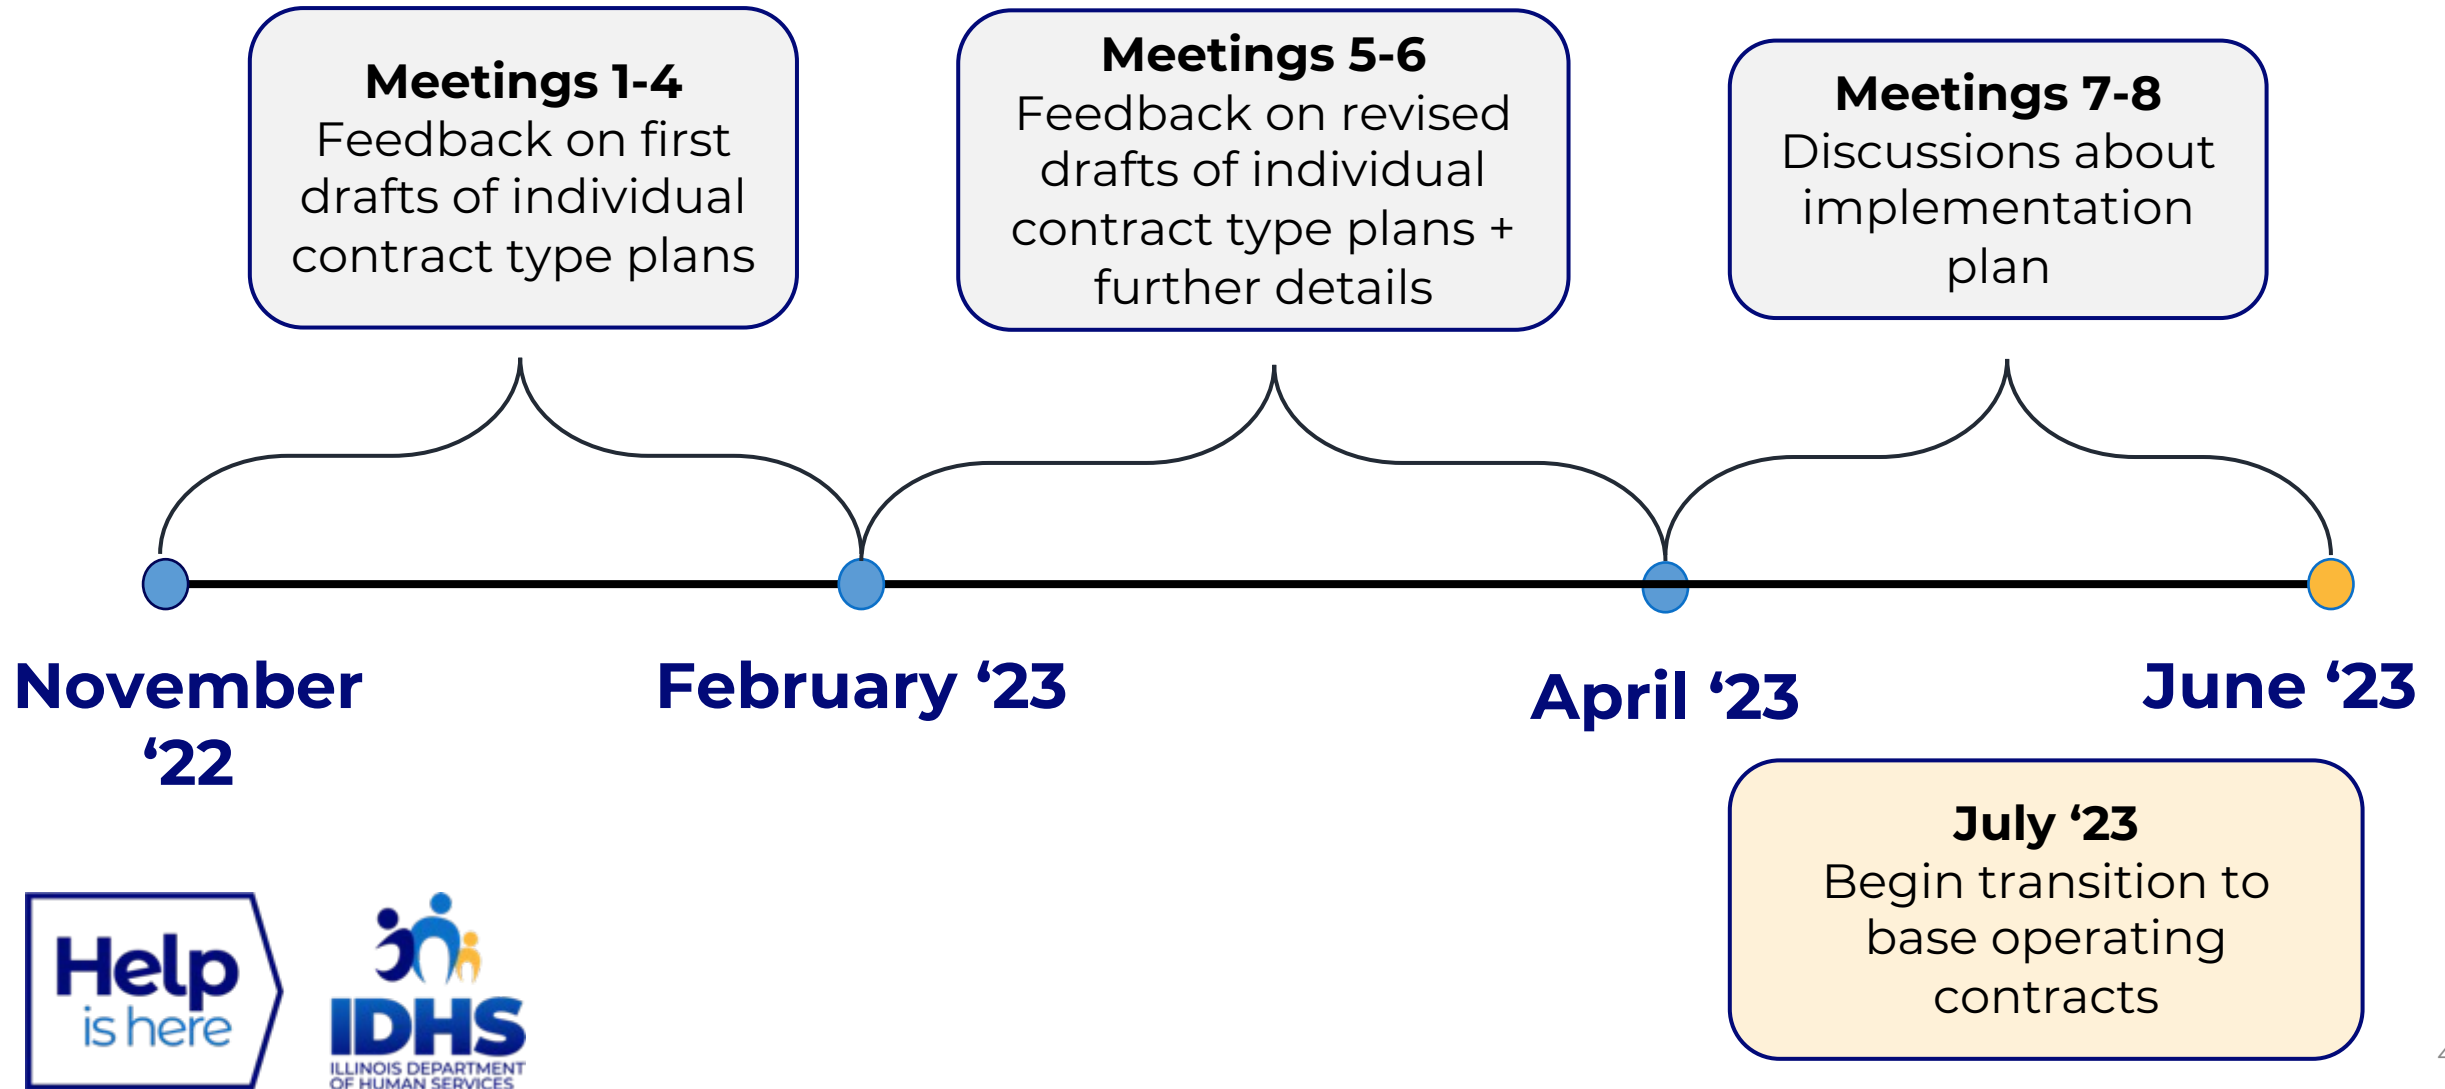 Meetings 1-4
Feedback on first
drafts of individual
contract type plans
Meetings 5-6
Feedback on revised
drafts of individual
contract type plans +
further details
Meetings 7-8
Discussions about
implementation
plan
November
‘22
February ‘23
April ‘23
June ‘23
July ‘23
Begin transition to
base operating
contracts
Help
is here
IDHS
ILLINOIS DEPARTMENT
OF HUMAN SERVICES